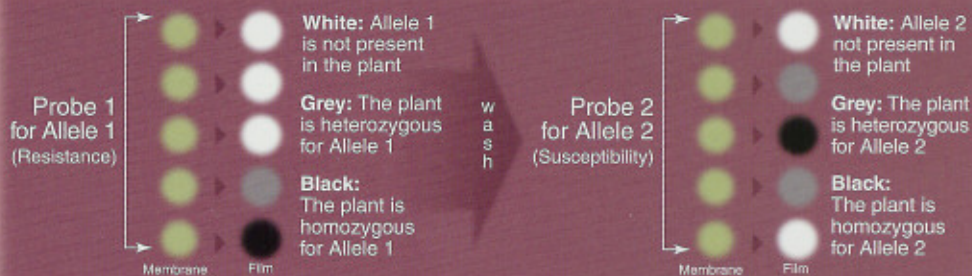 Probe 1
for Allele 1
(Resistance)
White: Allele 1
is not present
in the plant
Grey: The plant
is heterozygous
for Allele 1
Black:
The plant is
homozygous
for Allele 1
Membrane
Film
wash
Probe 2
for Allele 2
(Susceptibility)
White: Allele 2
not present in
the plant
Grey: The plant
is heterozygous
for Allele 2
Black:
The plant is
homozygous
for Allele 2
Membrane
Film